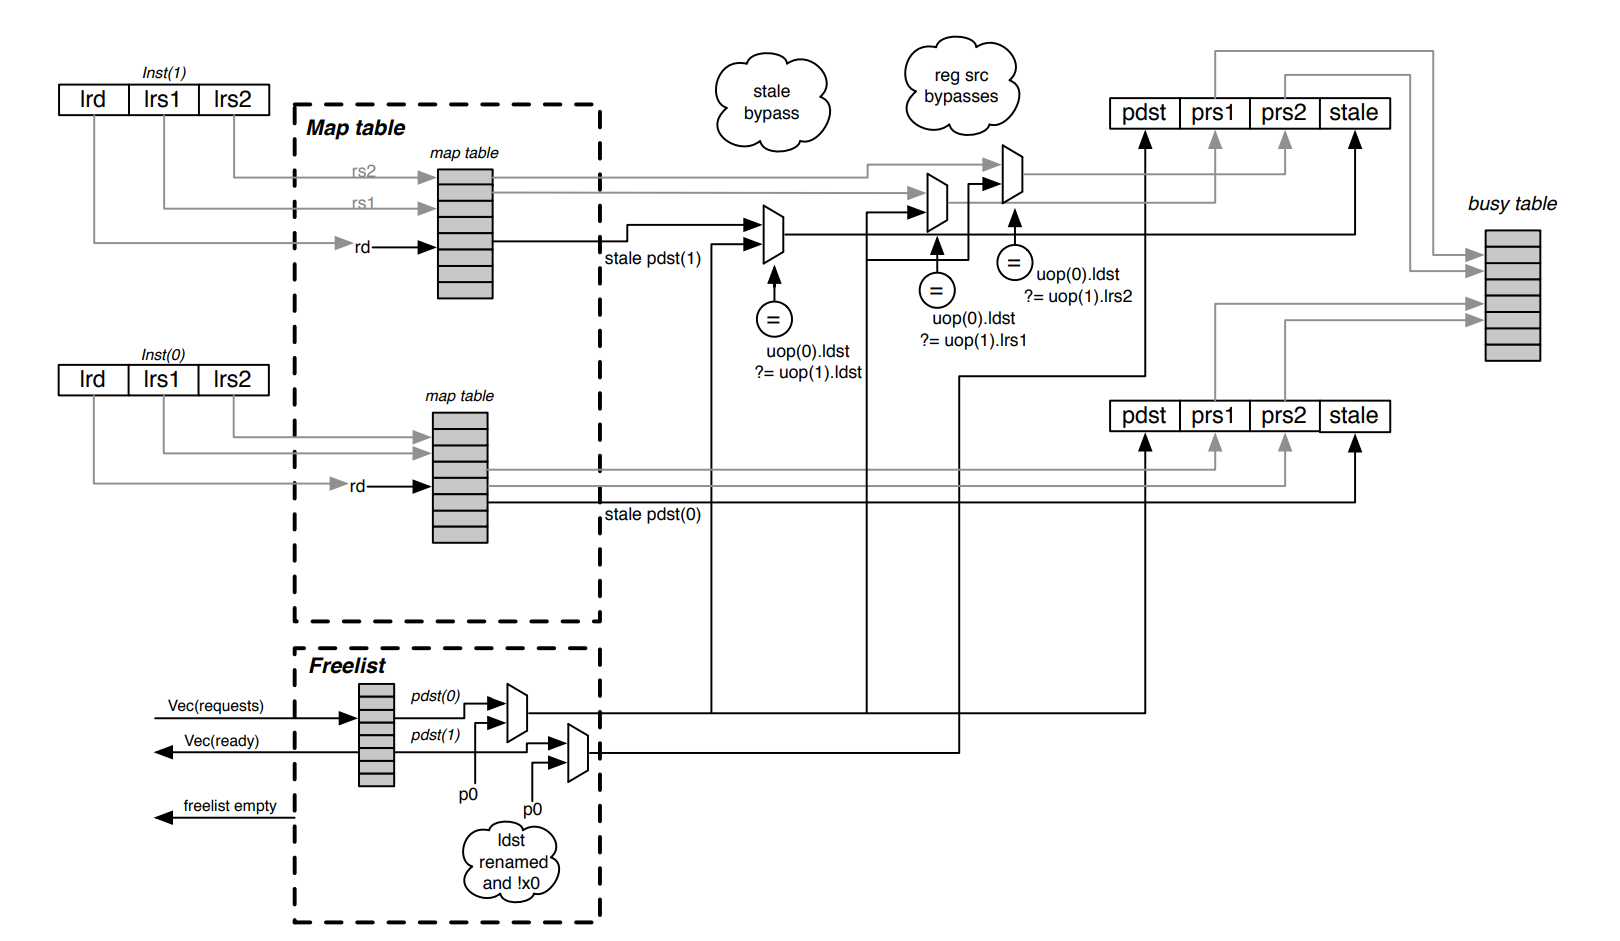 Inst(1)
lrd lrs1 lrs2
Map table
map table
rs2
rs1
rd
stale
bypass
reg src
bypasses
pdst prs1 prs2 stale
busy table
stale pdst(1)
=
uop(0).ldst
?= uop(1).ldst
=
uop(0).ldst
?= uop(1).lrs1
=
uop(0).ldst
?= uop(1).lrs2
Inst(0)
lrd lrs1 lrs2
map table
rd
stale pdst(0)
pdst prs1 prs2 stale
Freelist
Vec(requests)
Vec(ready)
freelist empty
pdst(0)
pdst(1)
p0
p0
ldst
renamed
and !x0